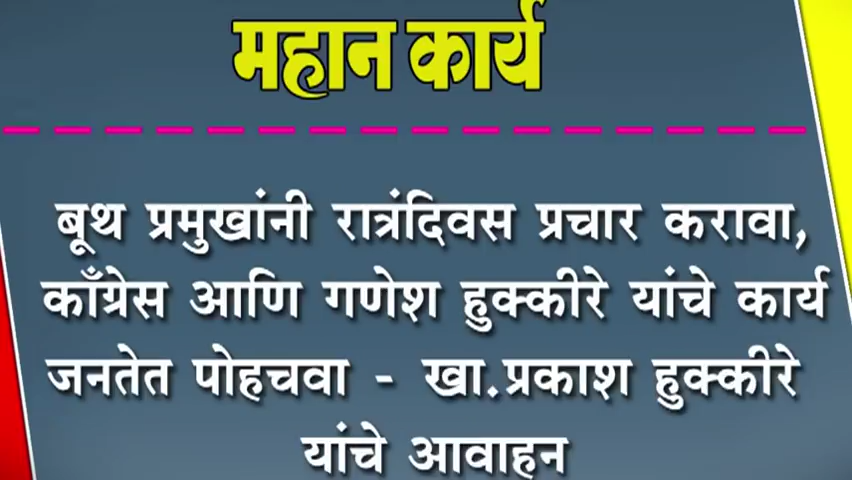 महान कार्य
बूथ प्रमुखांनी रात्रंदिवस प्रचार करावा,
काँग्रेस आणि गणेश हुक्कीरे यांचे कार्य
जनतेत पोहचवा - खा.प्रकाश हुक्कीरे
यांचे आवाहन